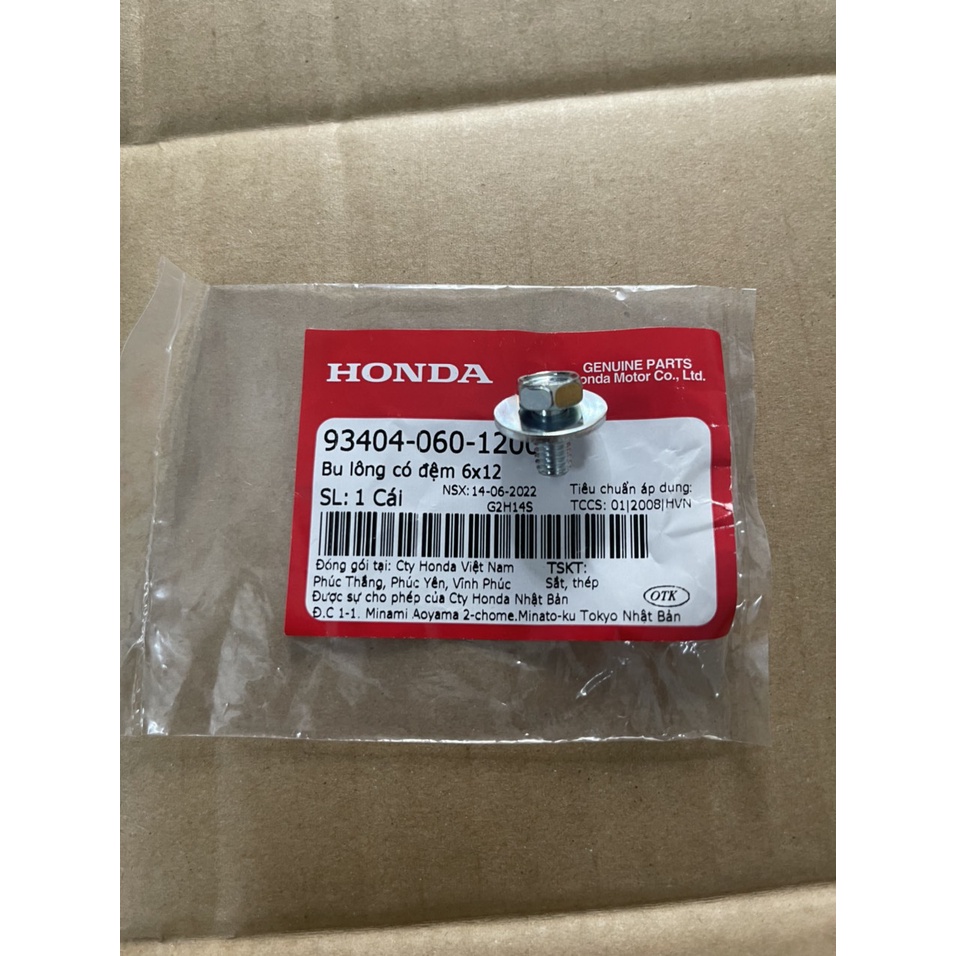 HONDA
GENUINE PARTS
onda Motor Co., Ltd.
93404-060-120
Bu lông có đệm 6x12
SL: 1 Cái
NSX: 14-06-2022
G2H14S
Tiêu chuẩn áp dụng:
TCCS: 01|2008|HVN
Đóng gói tại: Cty Honda Việt Nam
Phúc Thắng, Phúc Yên, Vĩnh Phúc
TSKT:
Sắt, thép
Được sự cho phép của Cty Honda Nhật Bản
Đ.C 1-1. Minami Aoyama 2-chome.Minato-ku Tokyo Nhật Bản
OTK